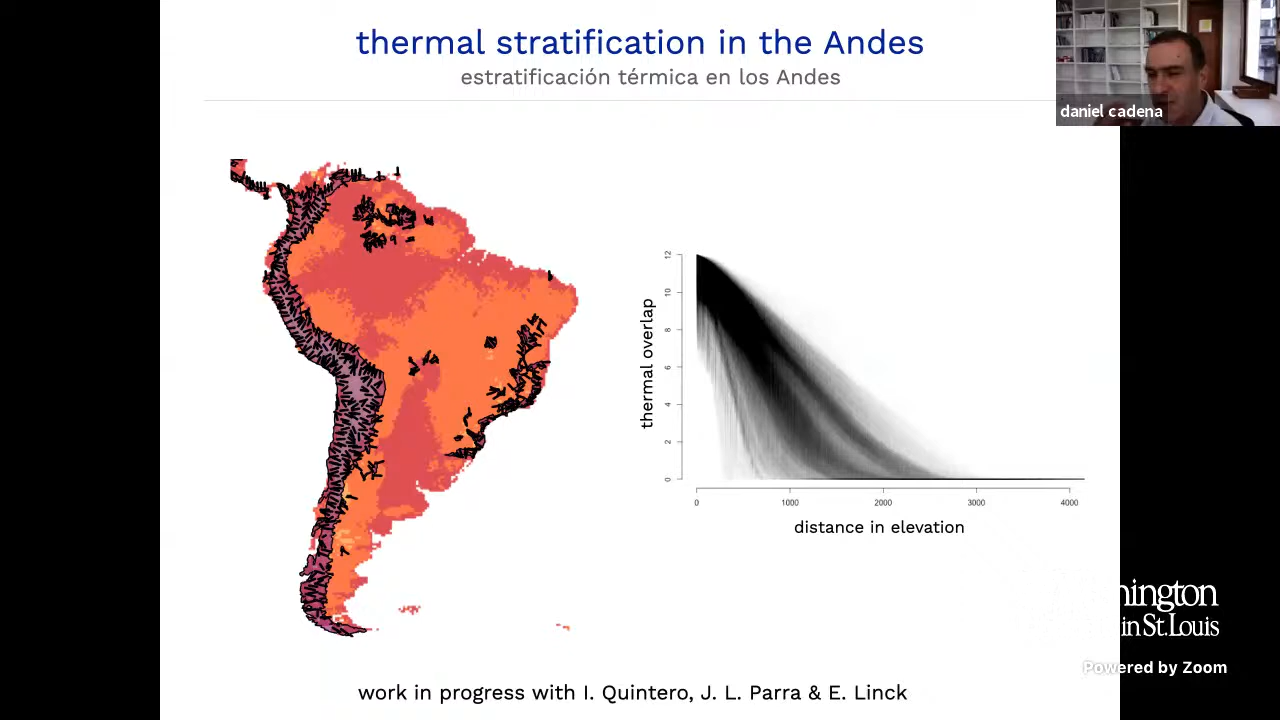 thermal stratification in the Andes
estratificación térmica en los Andes
daniel cadena
thermal overlap
12
10
8
6
4
2
0
0 1000 2000 3000 4000
distance in elevation
hington
in St.Louis
Powered by Zoom
work in progress with I. Quintero, J. L. Parra & E. Linck